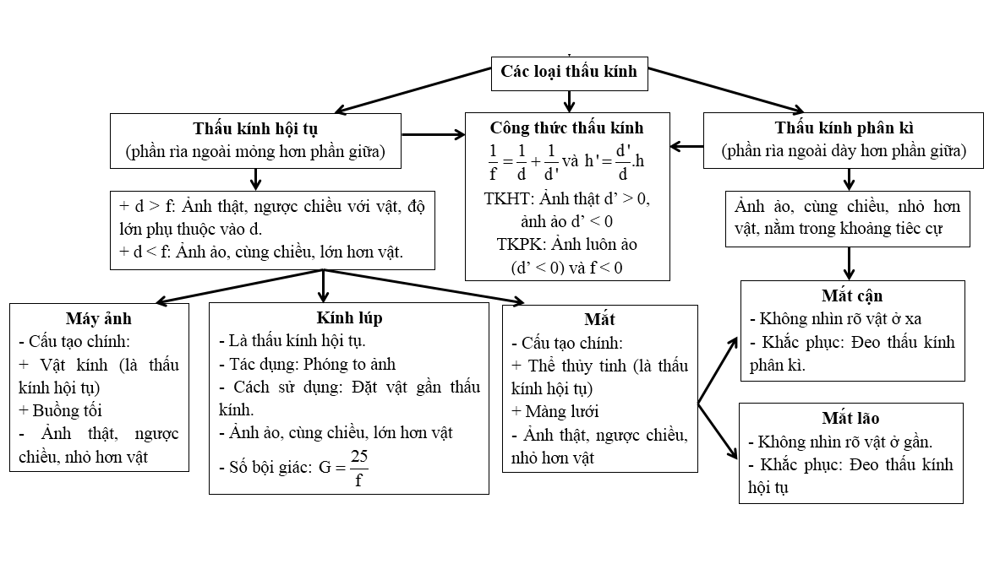 Các loại thấu kính
Thấu kính hội tụ
(phần rìa ngoài mỏng hơn phần giữa)
Công thức thấu kính
1/f = 1/d + 1/d' và h' = d'/d .h
TKHT: Ảnh thật d’ > 0,
ảnh ảo d’ < 0
TKPK: Ảnh luôn ảo
(d’ < 0) và f < 0
Thấu kính phân kì
(phần rìa ngoài dày hơn phần giữa)
+ d > f: Ảnh thật, ngược chiều với vật, độ
lớn phụ thuộc vào d.
+ d < f: Ảnh ảo, cùng chiều, lớn hơn vật.
Ảnh ảo, cùng chiều, nhỏ hơn
vật, nằm trong khoảng tiêc cự
Máy ảnh
- Cấu tạo chính:
+ Vật kính (là thấu
kính hội tụ)
+ Buồng tối
- Ảnh thật, ngược
chiều, nhỏ hơn vật
Kính lúp
- Là thấu kính hội tụ.
- Tác dụng: Phóng to ảnh
- Cách sử dụng: Đặt vật gần thấu
kính.
- Ảnh ảo, cùng chiều, lớn hơn vật
- Số bội giác: G = 25/f
Mắt
- Cấu tạo chính:
+ Thể thủy tinh (là thấu
kính hội tụ)
+ Màng lưới
- Ảnh thật, ngược chiều,
nhỏ hơn vật
Mắt cận
- Không nhìn rõ vật ở xa
- Khắc phục: Đeo thấu kính
phân kì.
Mắt lão
- Không nhìn rõ vật ở gần.
- Khắc phục: Đeo thấu kính
hội tụ